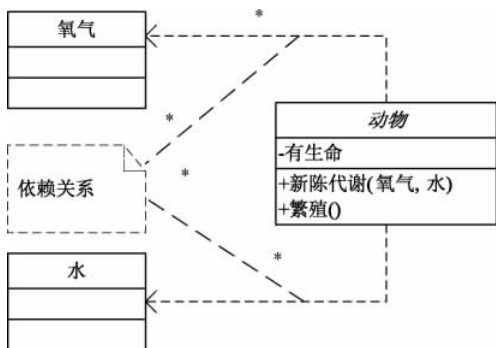 *
氧气
*
动物
-有生命
*
依赖关系
+新陈代谢(氧气, 水)
+繁殖()
水
*